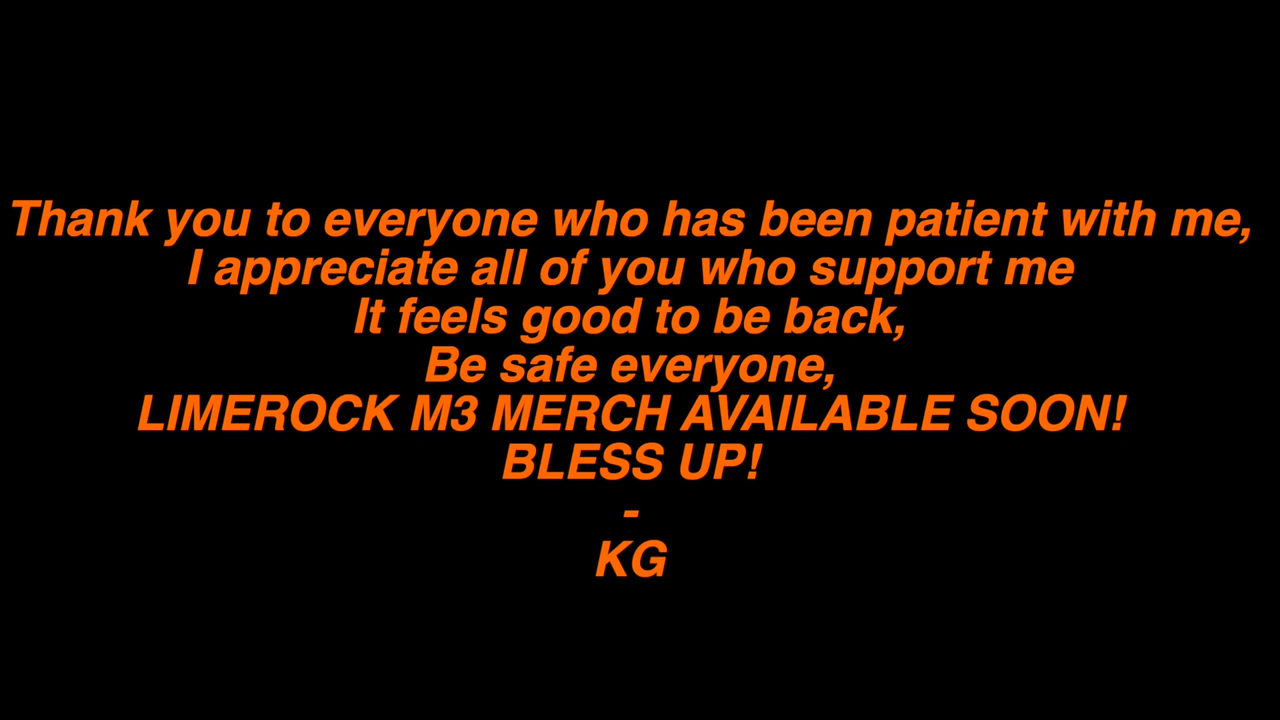 Thank you to everyone who has been patient with me,
I appreciate all of you who support me
It feels good to be back,
Be safe everyone,
LIMEROCK M3 MERCH AVAILABLE SOON!
BLESS UP!
-
KG